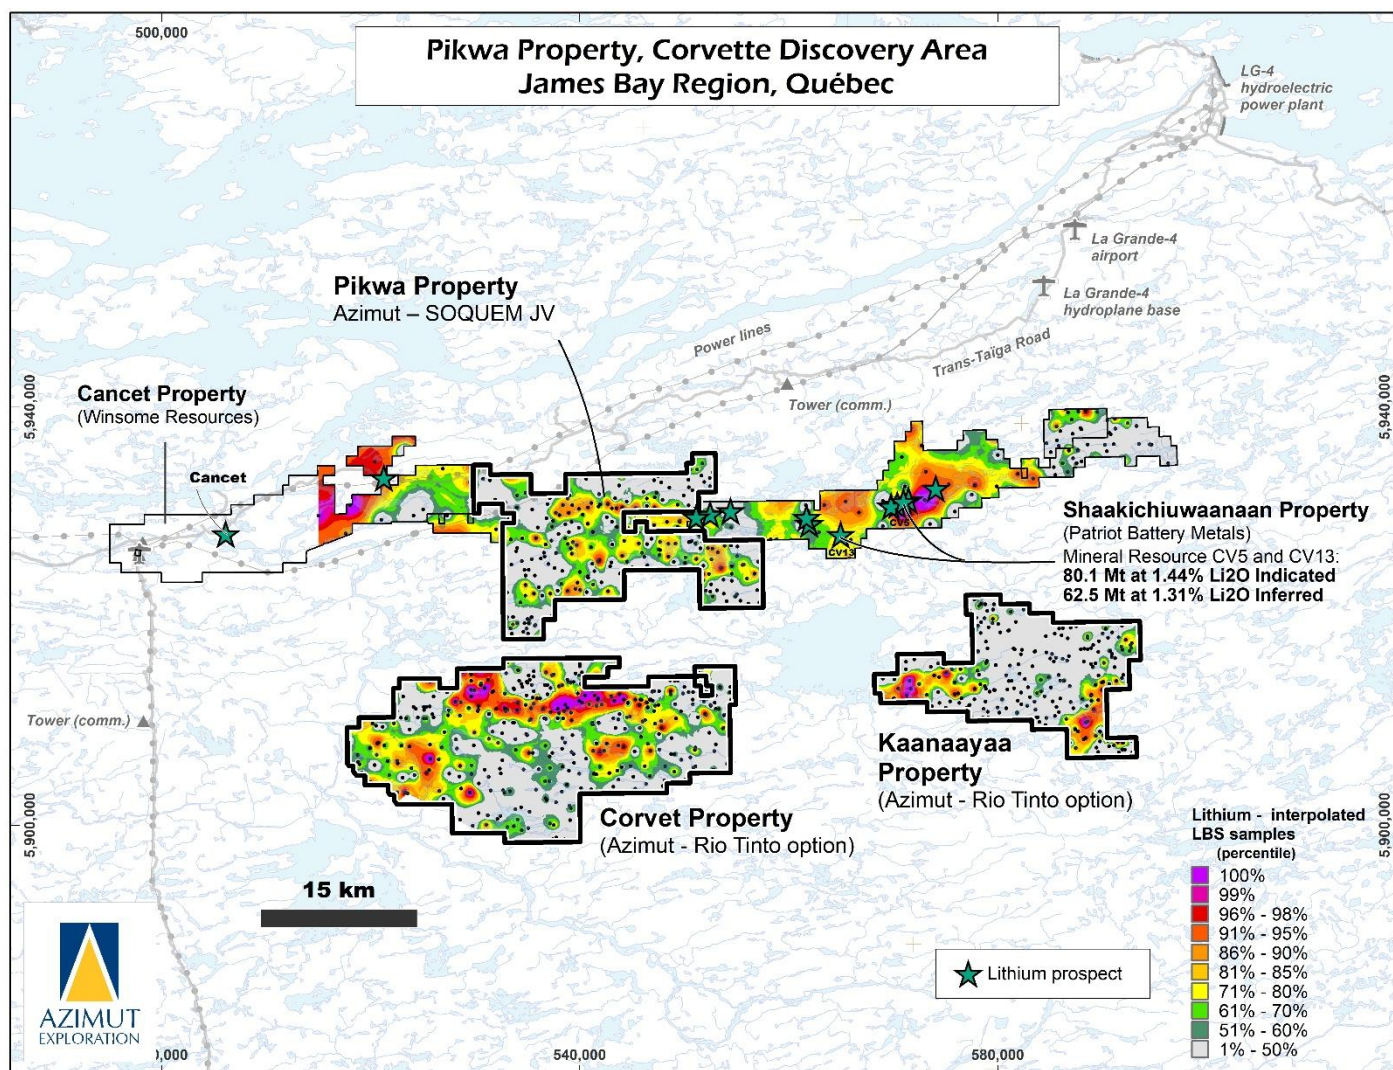 500,000
Pikwa Property, Corvette Discovery Area
James Bay Region, Québec
LG-4
hydroelectric
power plant
La Grande-4
airport
La Grande-4
hydroplane base
Pikwa Property
Azimut – SOQUEM JV
Power lines
Trans-Taïga Road
Tower (comm.)
5,940,000
5,940,000
Cancet Property
(Winsome Resources)
Cancet
CV5
CV13
Shaakichiuwaanaan Property
(Patriot Battery Metals)
Mineral Resource CV5 and CV13:
80.1 Mt at 1.44% Li2O Indicated
62.5 Mt at 1.31% Li2O Inferred
Tower (comm.)
Kaanaayaa
Property
(Azimut - Rio Tinto option)
Corvet Property
(Azimut - Rio Tinto option)
5,900,000
5,900,000
15 km
Lithium - interpolated
LBS samples
(percentile)
100%
99%
96% - 98%
91% - 95%
86% - 90%
81% - 85%
71% - 80%
61% - 70%
51% - 60%
1% - 50%
Lithium prospect
AZIMUT
EXPLORATION
540,000
580,000